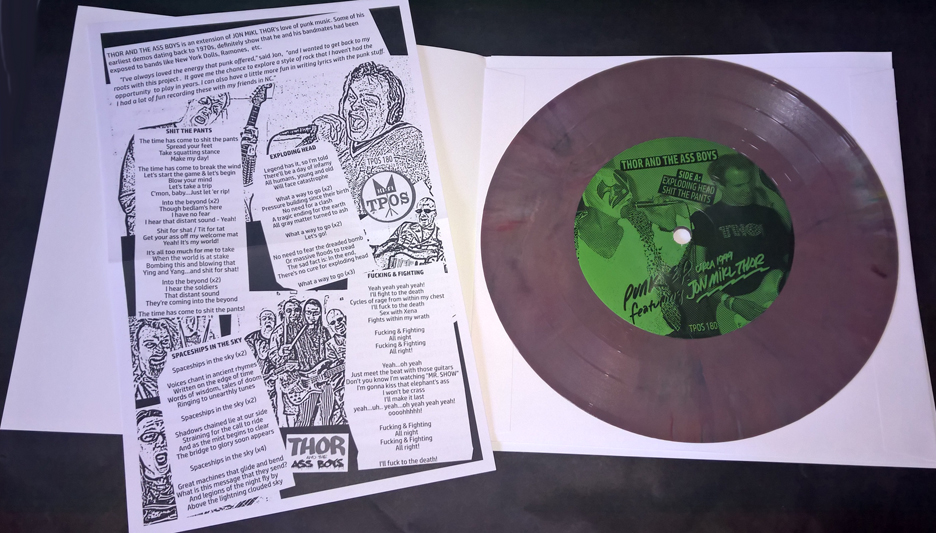 THOR AND THE ASS BOYS is an extension of JON MIKL THOR's love of punk music. Some of his
earliest demos dating back to 1970s, definitely show that he and his bandmates had been
exposed to bands like New York Dolls, Ramones, etc.
"I've always loved the energy that punk offered," said Jon, "and I wanted to get back to my
roots with this project. It gave me the chance to explore a style of rock that I haven't had the
opportunity to play in years. I can also have a little more fun in writing lyrics with the punk stuff.
I had a lot of fun recording these with my friends in NC."
SHIT THE PANTS
The time has come to shit the pants
Spread your feet
Take squatting stance
Make my day!
The time has come to break the wind
Let's start the game & let's begin
Blow your mind
Let's take a trip
C'mon, baby...Just let 'er rip!
Into the beyond (x2)
Though bedlam's here
I have no fear
I hear that distant sound - Yeah!
Shit for shat / Tit for tat
Get your ass off my welcome mat
Yeah! It's my world!
It's all too much for me to take
When the world is at stake
Bombing this and blowing that
Ying and Yang...and shit for shat!
Into the beyond (x2)
I hear the soldiers
That distant sound
They're coming into the beyond
The time has come to shit the pants!
SPACESHIPS IN THE SKY
Spaceships in the sky (x2)
Voices chant in ancient rhymes
Written on the edge of time
Words of wisdom, tales of doom
Ringing to unearthly tunes
Spaceships in the sky (x2)
Shadows chained lie at our side
Straining for the call to ride
And as the mist begins to clear
The bridge to glory soon appears
Spaceships in the sky (x4)
Great machines that glide and bend
What is this message that they send?
And legions of the night fly by
Above the lightning clouded sky
EXPLODING HEAD
Legend has it, so I'm told
There'll be a day of infamy
All humans, young and old
Will face catastrophe
What a way to go (x2)
Pressure building since their birth
No need for a clash
A tragic ending for the earth
All gray matter turned to ash
What a way to go (x2)
Let's go!
No need to fear the dreaded bomb
Or massive floods to tread
The sad fact is, in the end,
There's no cure for exploding head
What a way to go (x3)
TPOS 180
TPOS
FUCKING & FIGHTING
Yeah yeah yeah yeah!
I'll fight to the death
Cycles of rage from within my chest
I'll fuck to the death
Sex with Xena
Fights within my wrath
Fucking & Fighting
All night
Fucking & Fighting
All right!
Yeah...oh yeah
Just meet the beat with those guitars
Don't you know I'm watching "MR. SHOW"
I'm gonna kiss that elephant's ass
I won't be crass
I'll make it last
yeah...uh.. yeah...oh yeah yeah yeah!
oooohhhhh!
Fucking & Fighting
All night
Fucking & Fighting
All right!
I'll fuck to the death!
THOR
AND THE
ASS BOYS
THOR AND THE ASS BOYS
SIDE A:
EXPLODING HEAD
SHIT THE PANTS
THOR
CIRCA 1999
featuring JON MIKL THOR
TPOS 180